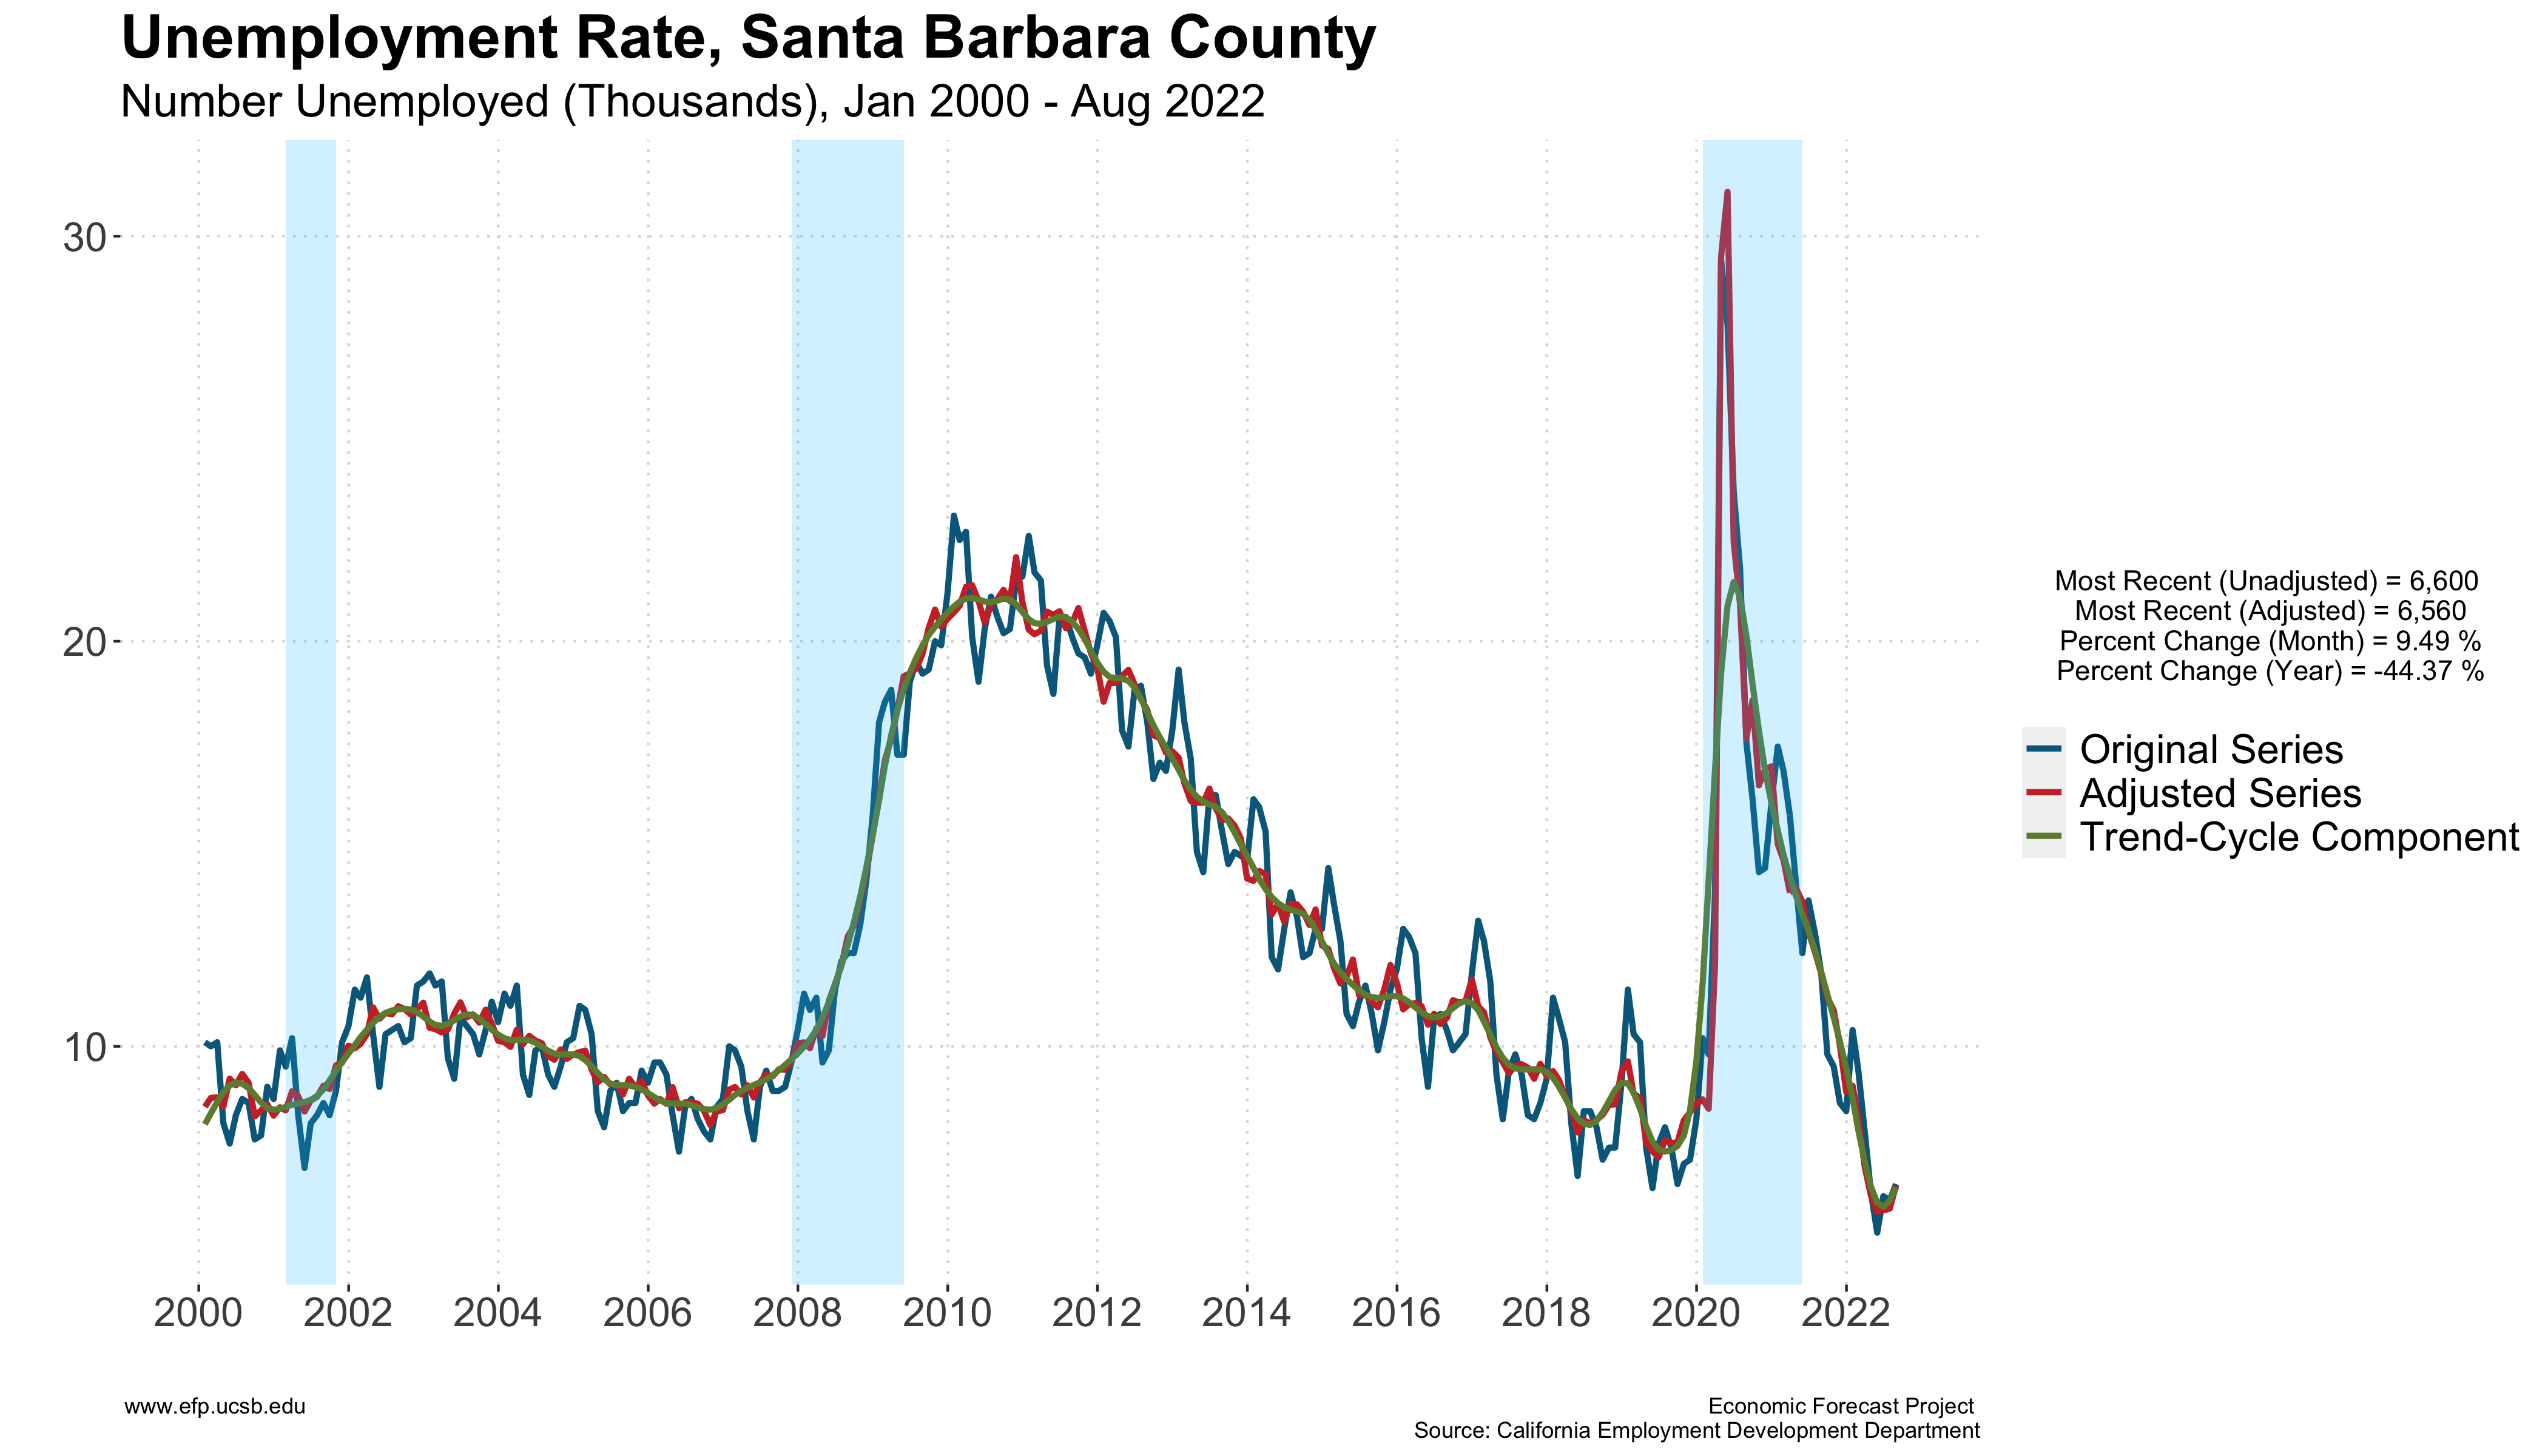 Unemployment Rate, Santa Barbara County
Number Unemployed (Thousands), Jan 2000 - Aug 2022
30
20
10
2000 2002 2004 2006 2008 2010 2012 2014 2016 2018 2020 2022
Most Recent (Unadjusted) = 6,600
Most Recent (Adjusted) = 6,560
Percent Change (Month) = 9.49 %
Percent Change (Year) = -44.37 %
Original Series
Adjusted Series
Trend-Cycle Component
www.efp.ucsb.edu
Economic Forecast Project
Source: California Employment Development Department